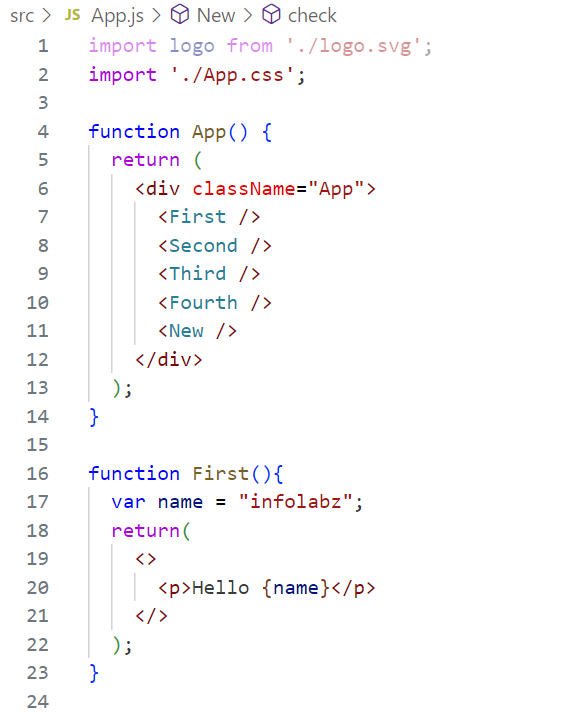 src > JS App.js > New > check
1 import logo from './logo.svg';
2 import './App.css';
3
4 function App() {
5   return (
6     <div className="App">
7       <First />
8       <Second />
9       <Third />
10       <Fourth />
11       <New />
12     </div>
13   );
14 }
15
16 function First(){
17   var name = "infolabz";
18   return(
19     <>
20       <p>Hello {name}</p>
21     </>
22   );
23 }
24